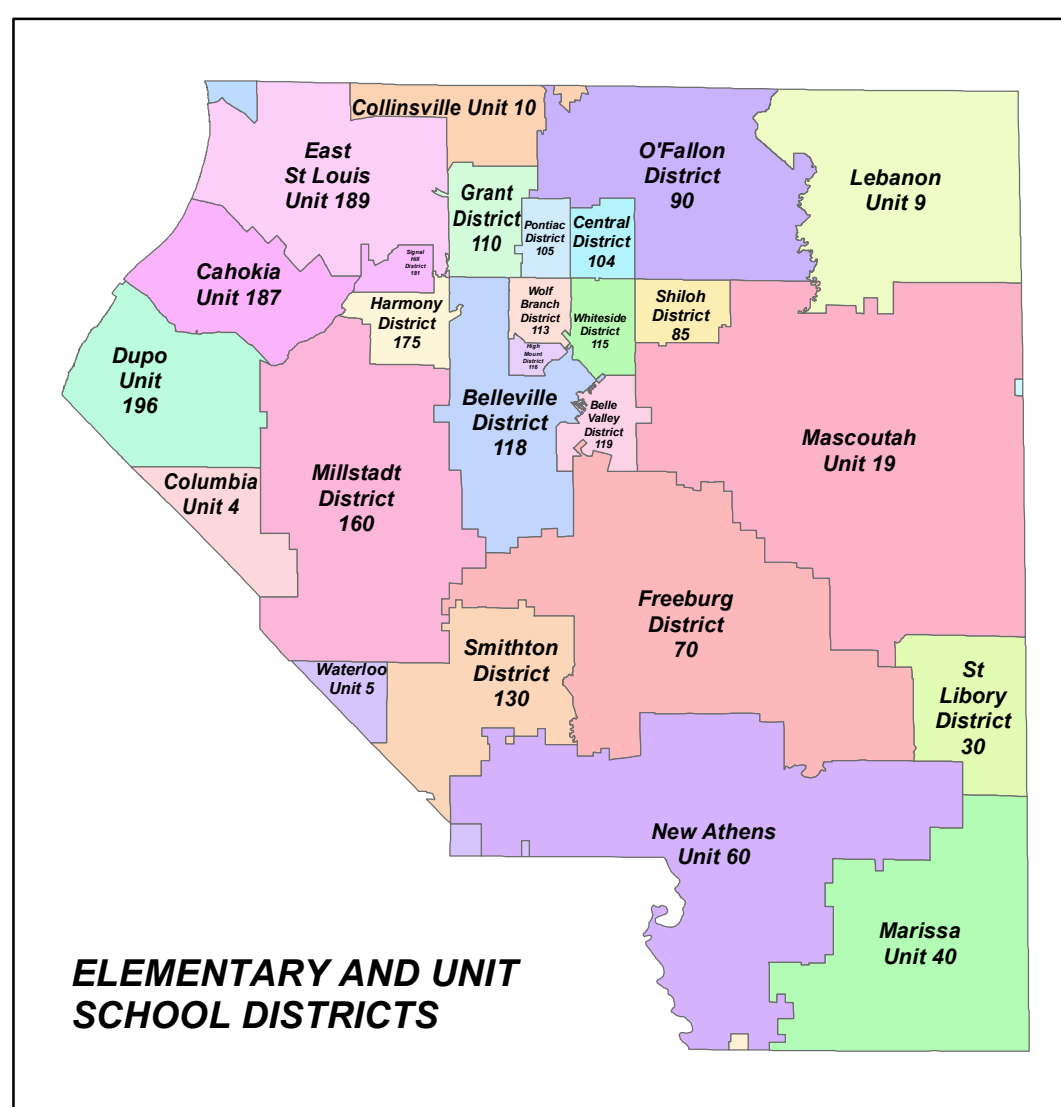 Collinsville Unit 10
East
St Louis
Unit 189
O'Fallon
District
90
Lebanon
Unit 9
Grant
District
110
Pontiac
District
105
Central
District
104
Signal
Hill
District
181
Cahokia
Unit 187
Harmony
District
175
Wolf
Branch
District
113
Whiteside
District
115
Shiloh
District
85
High
Mount
District
116
Dupo
Unit
196
Belleville
District
118
Belle
Valley
District
119
Mascoutah
Unit 19
Columbia
Unit 4
Millstadt
District
160
Freeburg
District
70
Smithton
District
130
Waterloo
Unit 5
St
Libory
District
30
New Athens
Unit 60
Marissa
Unit 40
ELEMENTARY AND UNIT
SCHOOL DISTRICTS